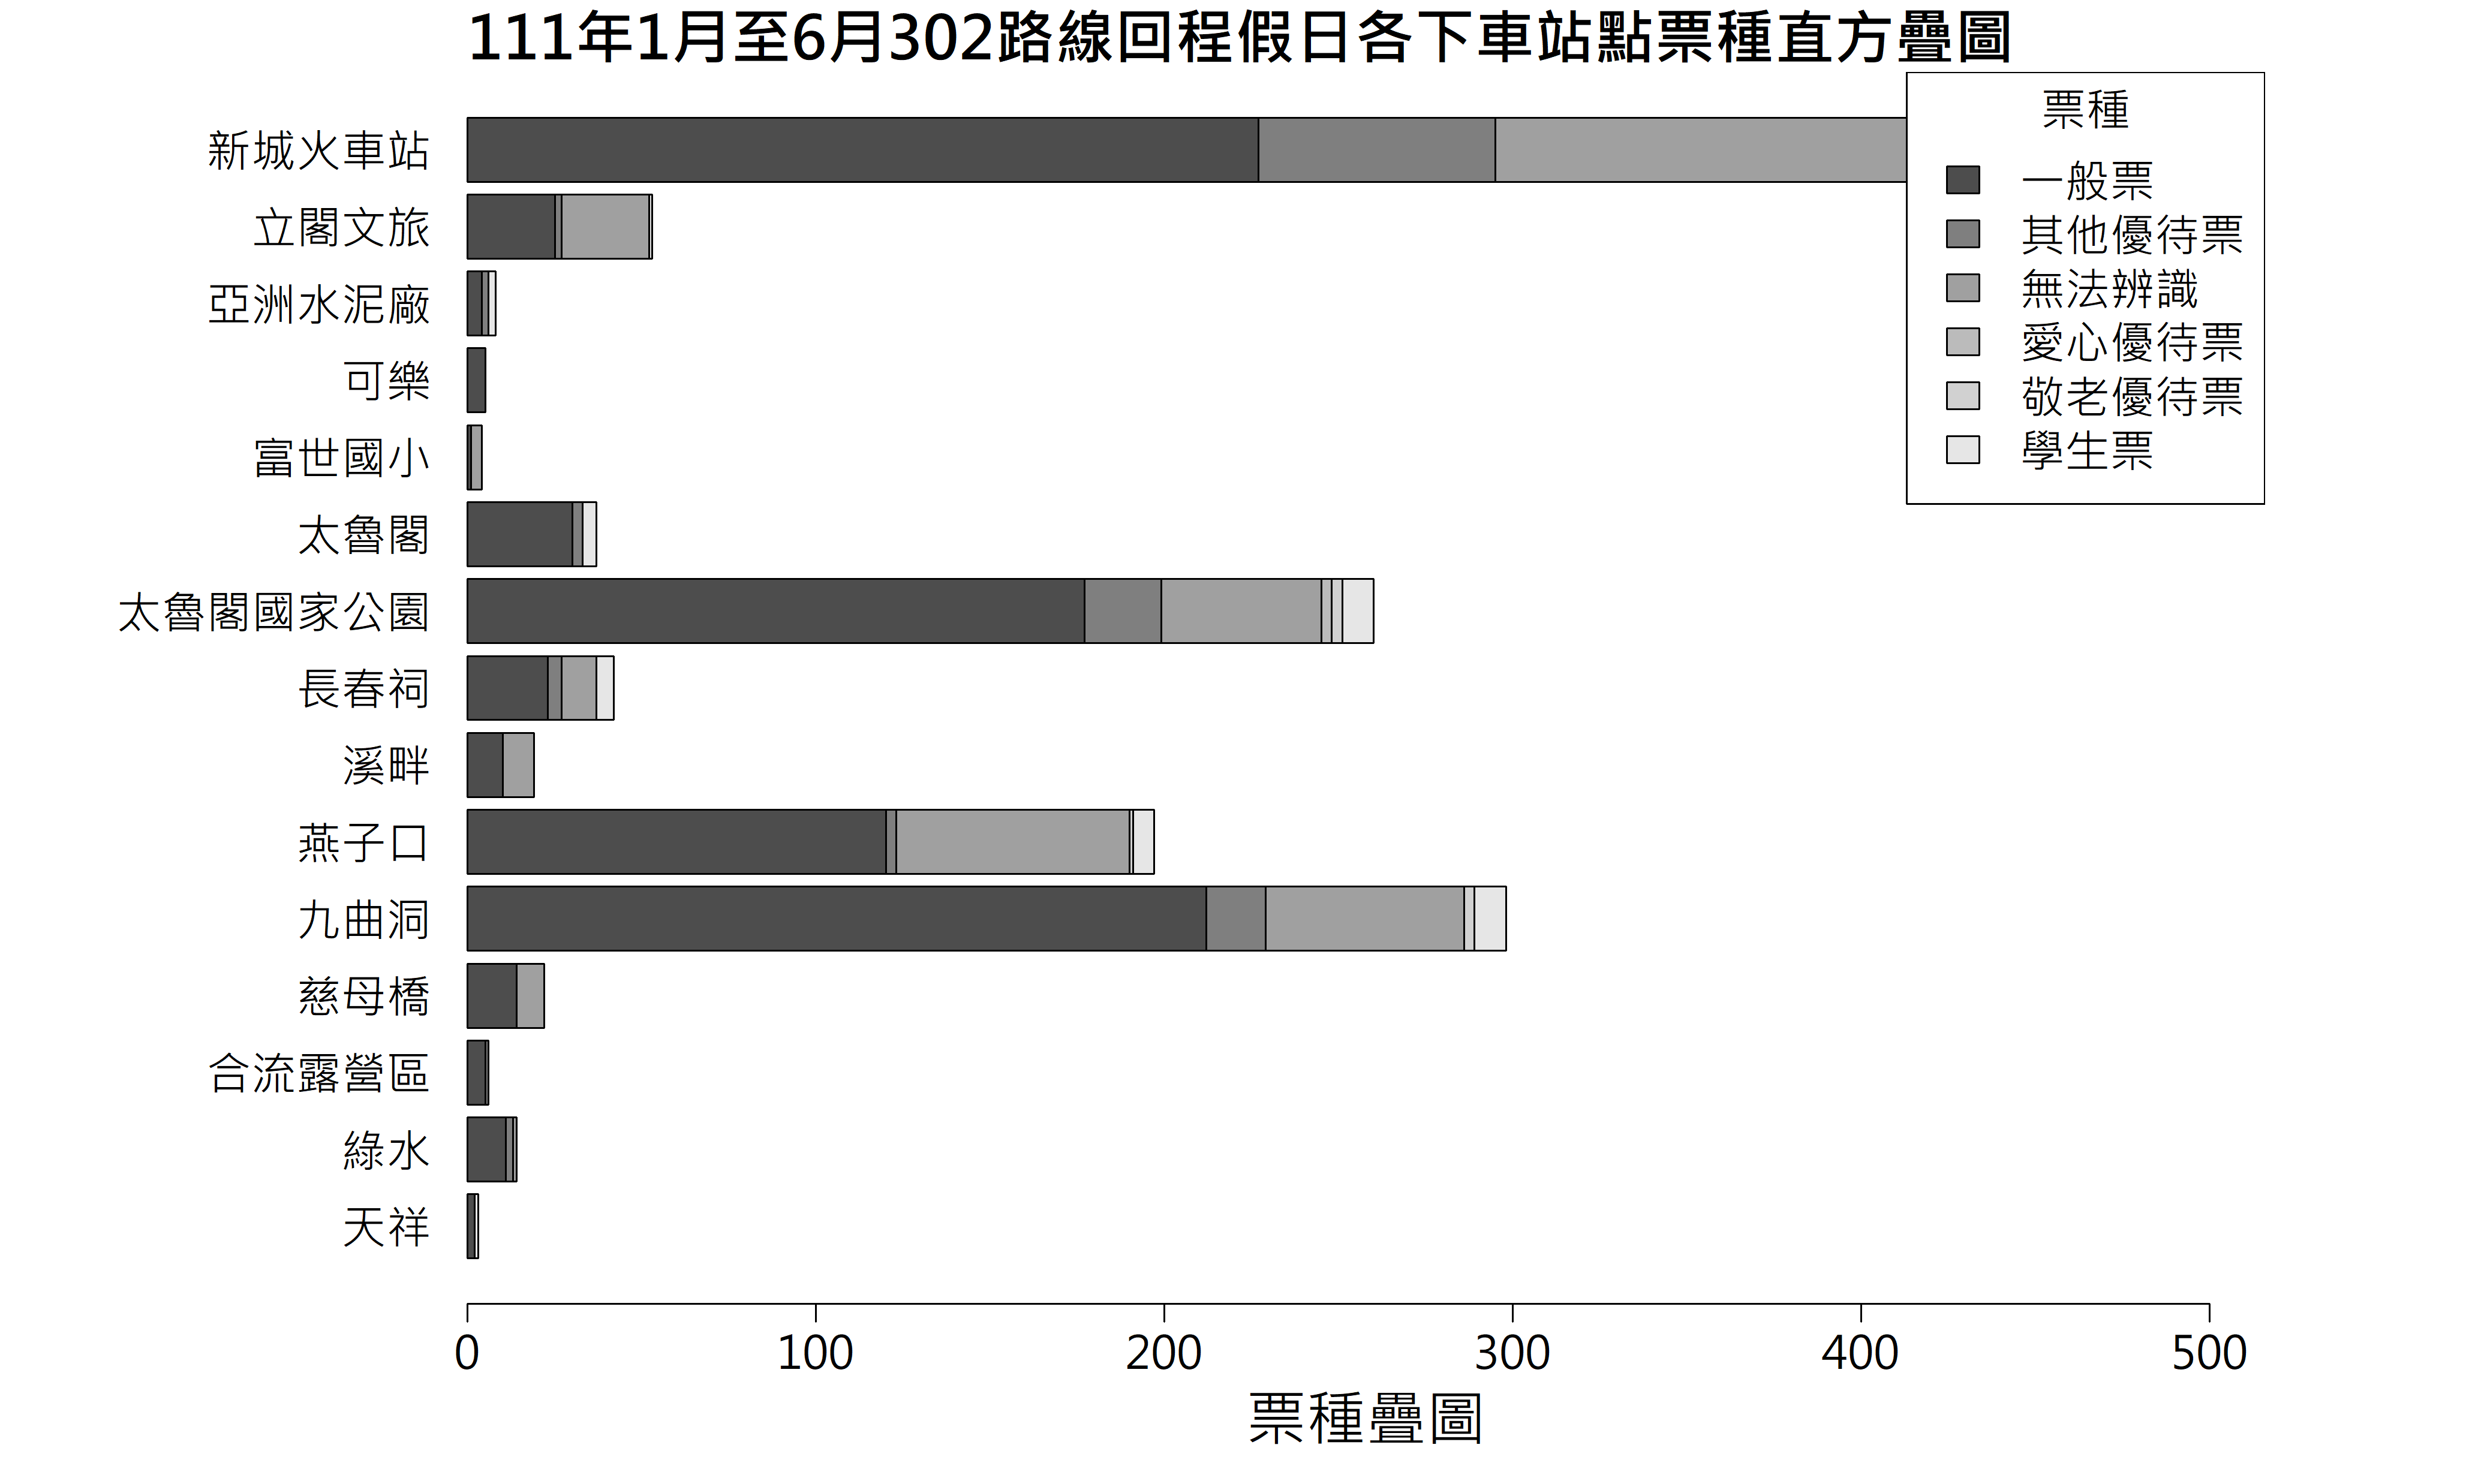 111年1月至6月302路線回程假日各下車站點票種直方疊圖
票種
一般票
其他優待票
無法辨識
愛心優待票
敬老優待票
學生票
新城火車站
立閣文旅
亞洲水泥廠
可樂
富世國小
太魯閣
太魯閣國家公園
長春祠
溪畔
燕子口
九曲洞
慈母橋
合流露營區
綠水
天祥
0 100 200 300 400 500
票種疊圖